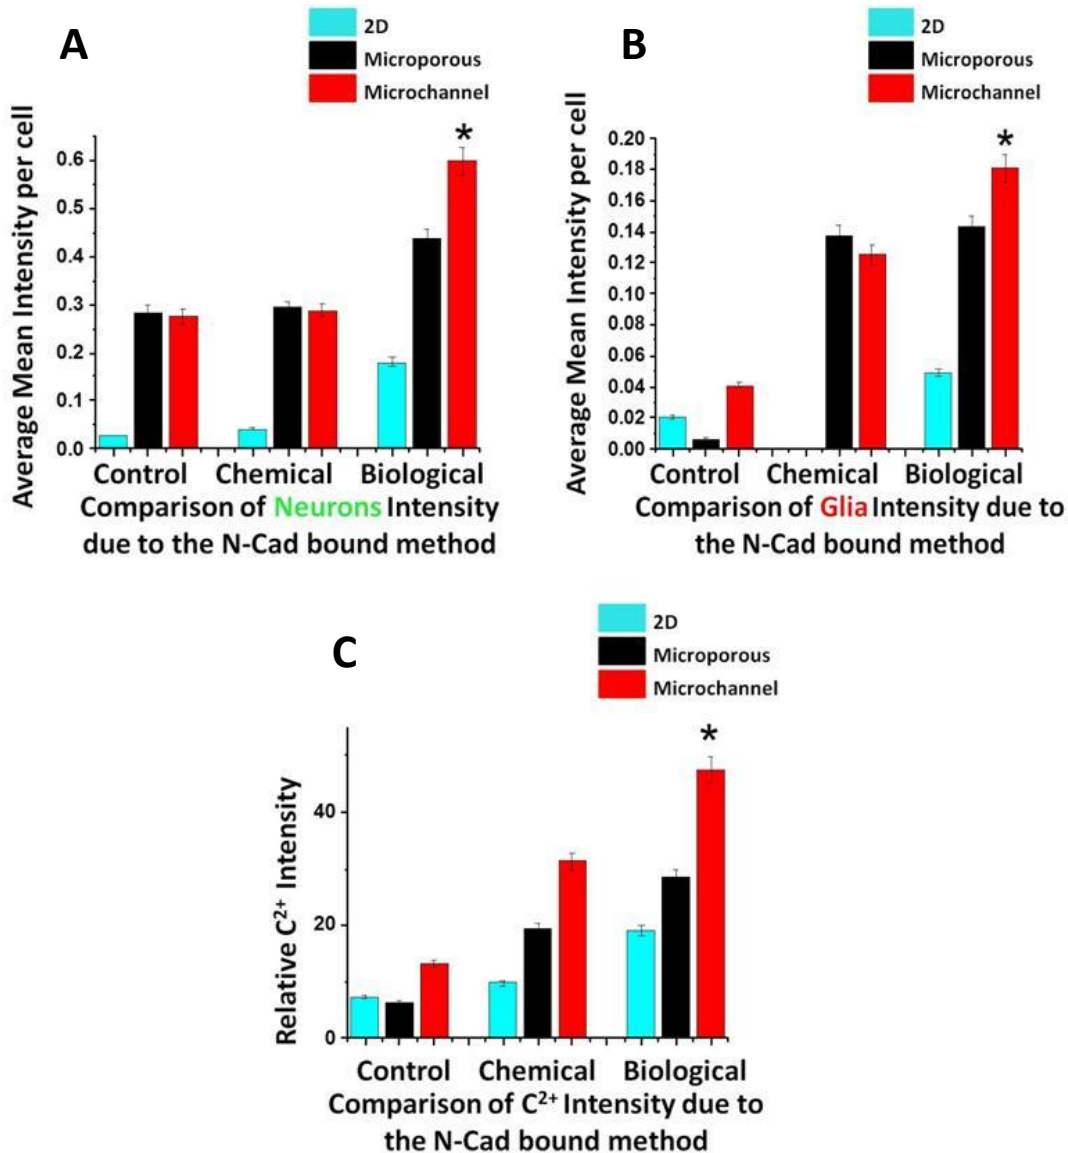 A
2D
Microporous
Microchannel
Average Mean Intensity per cell
0.6
0.5
0.4
0.3
0.2
0.1
0.0
*
Control Chemical Biological
Comparison of Neurons Intensity
due to the N-Cad bound method
B
2D
Microporous
Microchannel
Average Mean Intensity per cell
0.20
0.18
0.16
0.14
0.12
0.10
0.08
0.06
0.04
0.02
0.00
*
Control Chemical Biological
Comparison of Glia Intensity due to
the N-Cad bound method
C
2D
Microporous
Microchannel
Relative C²⁺ Intensity
40
20
0
*
Control Chemical Biological
Comparison of C²⁺ Intensity due to
the N-Cad bound method